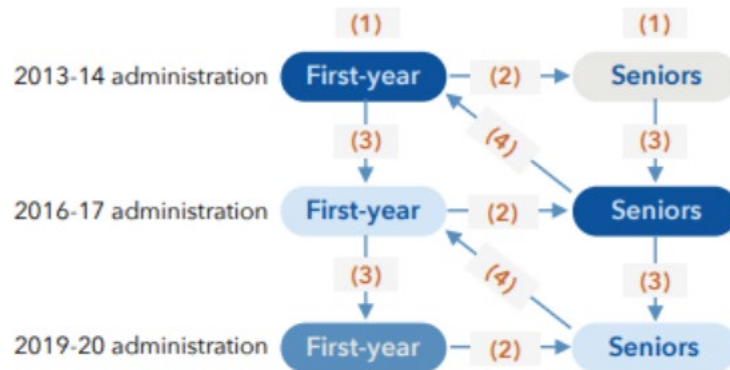 (1) (1)
2013-14 administration First-year (2) Seniors
(3) (4) (3)
2016-17 administration First-year (2) Seniors
(3) (4) (3)
2019-20 administration First-year (2) Seniors